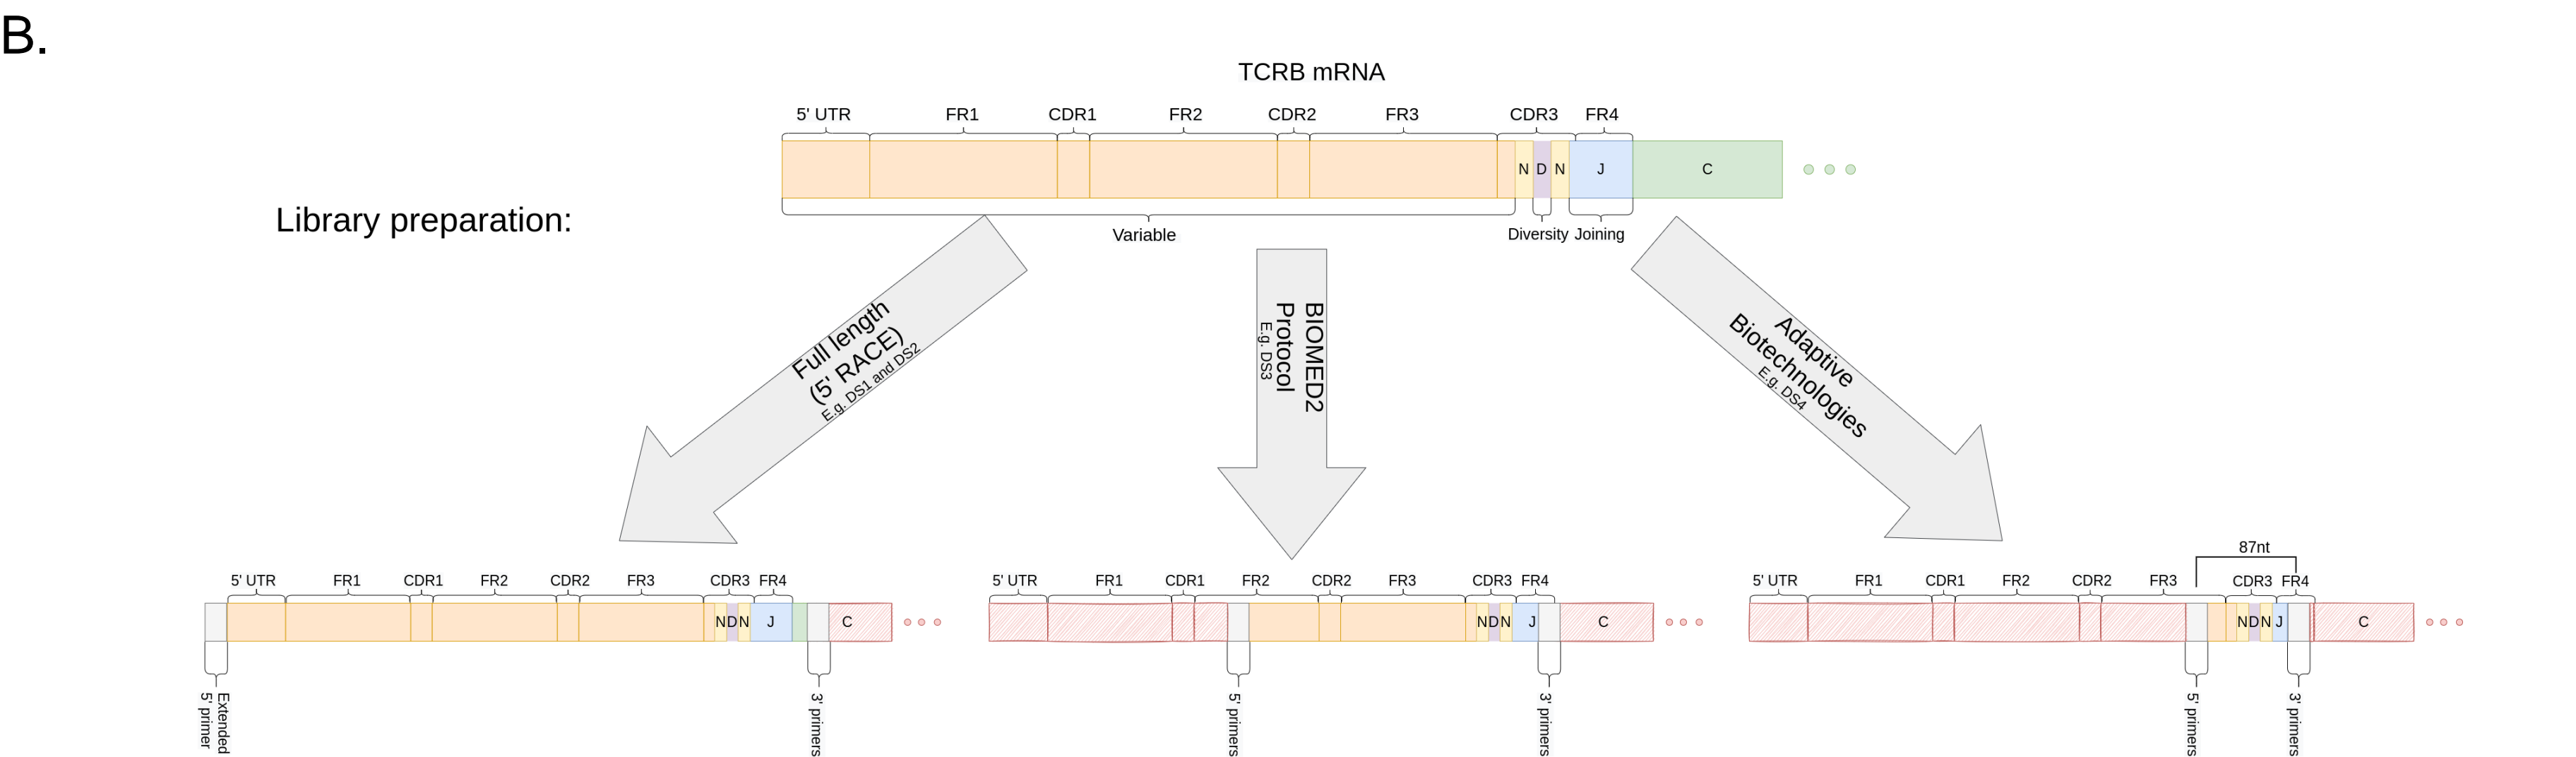 B.
TCRB mRNA
5' UTR FR1 CDR1 FR2 CDR2 FR3 CDR3 FR4
N D N J C
Variable Diversity Joining
Library preparation:
Full length
(5' RACE)
E.g. DS1 and DS2
BIOMED2
Protocol
E.g. DS3
Adaptive
Biotechnologies
E.g. DS4
5' UTR FR1 CDR1 FR2 CDR2 FR3 CDR3 FR4
N D N J C
Extended
5' primer
3' primers
5' UTR FR1 CDR1 FR2 CDR2 FR3 CDR3 FR4
N D N J C
5' primers
3' primers
87nt
5' UTR FR1 CDR1 FR2 CDR2 FR3 CDR3 FR4
N D N J C
5' primers
3' primers